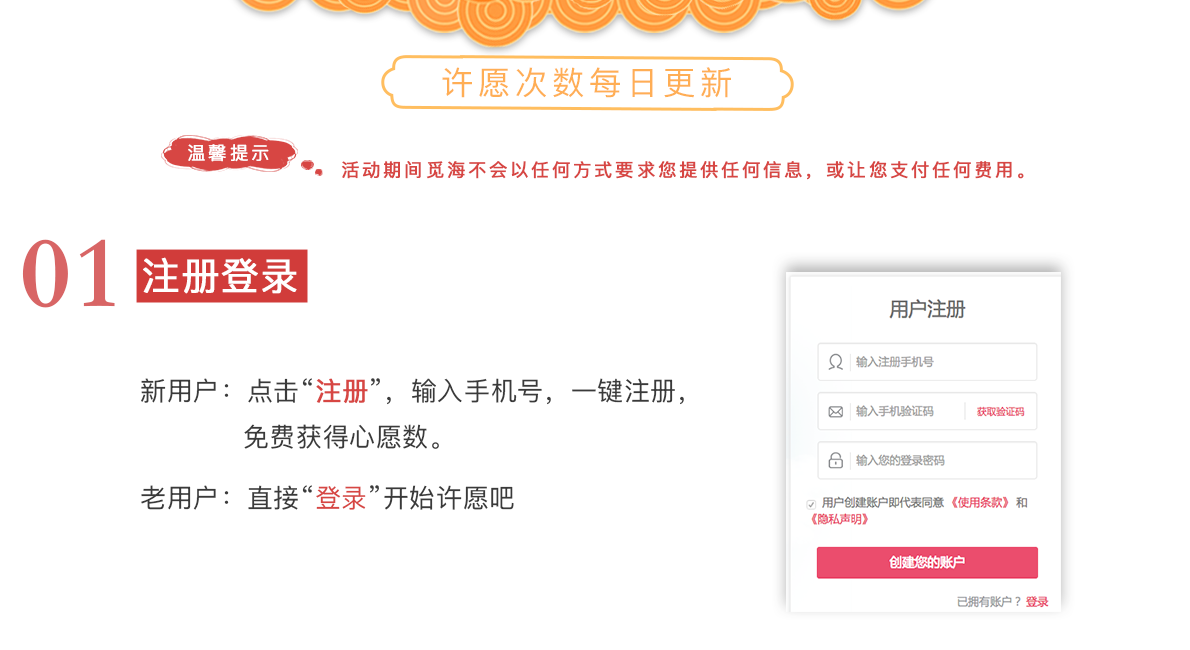 许愿次数每日更新
温馨提示
活动期间觅海不会以任何方式要求您提供任何信息，或让您支付任何费用。
01 注册登录
新用户：点击“注册”，输入手机号，一键注册，
免费获得心愿数。
老用户：直接“登录”开始许愿吧
用户注册
输入注册手机号
输入手机验证码 获取验证码
输入您的登录密码
用户创建账户即代表同意《使用条款》和
《隐私声明》
创建您的账户
已拥有账户？登录